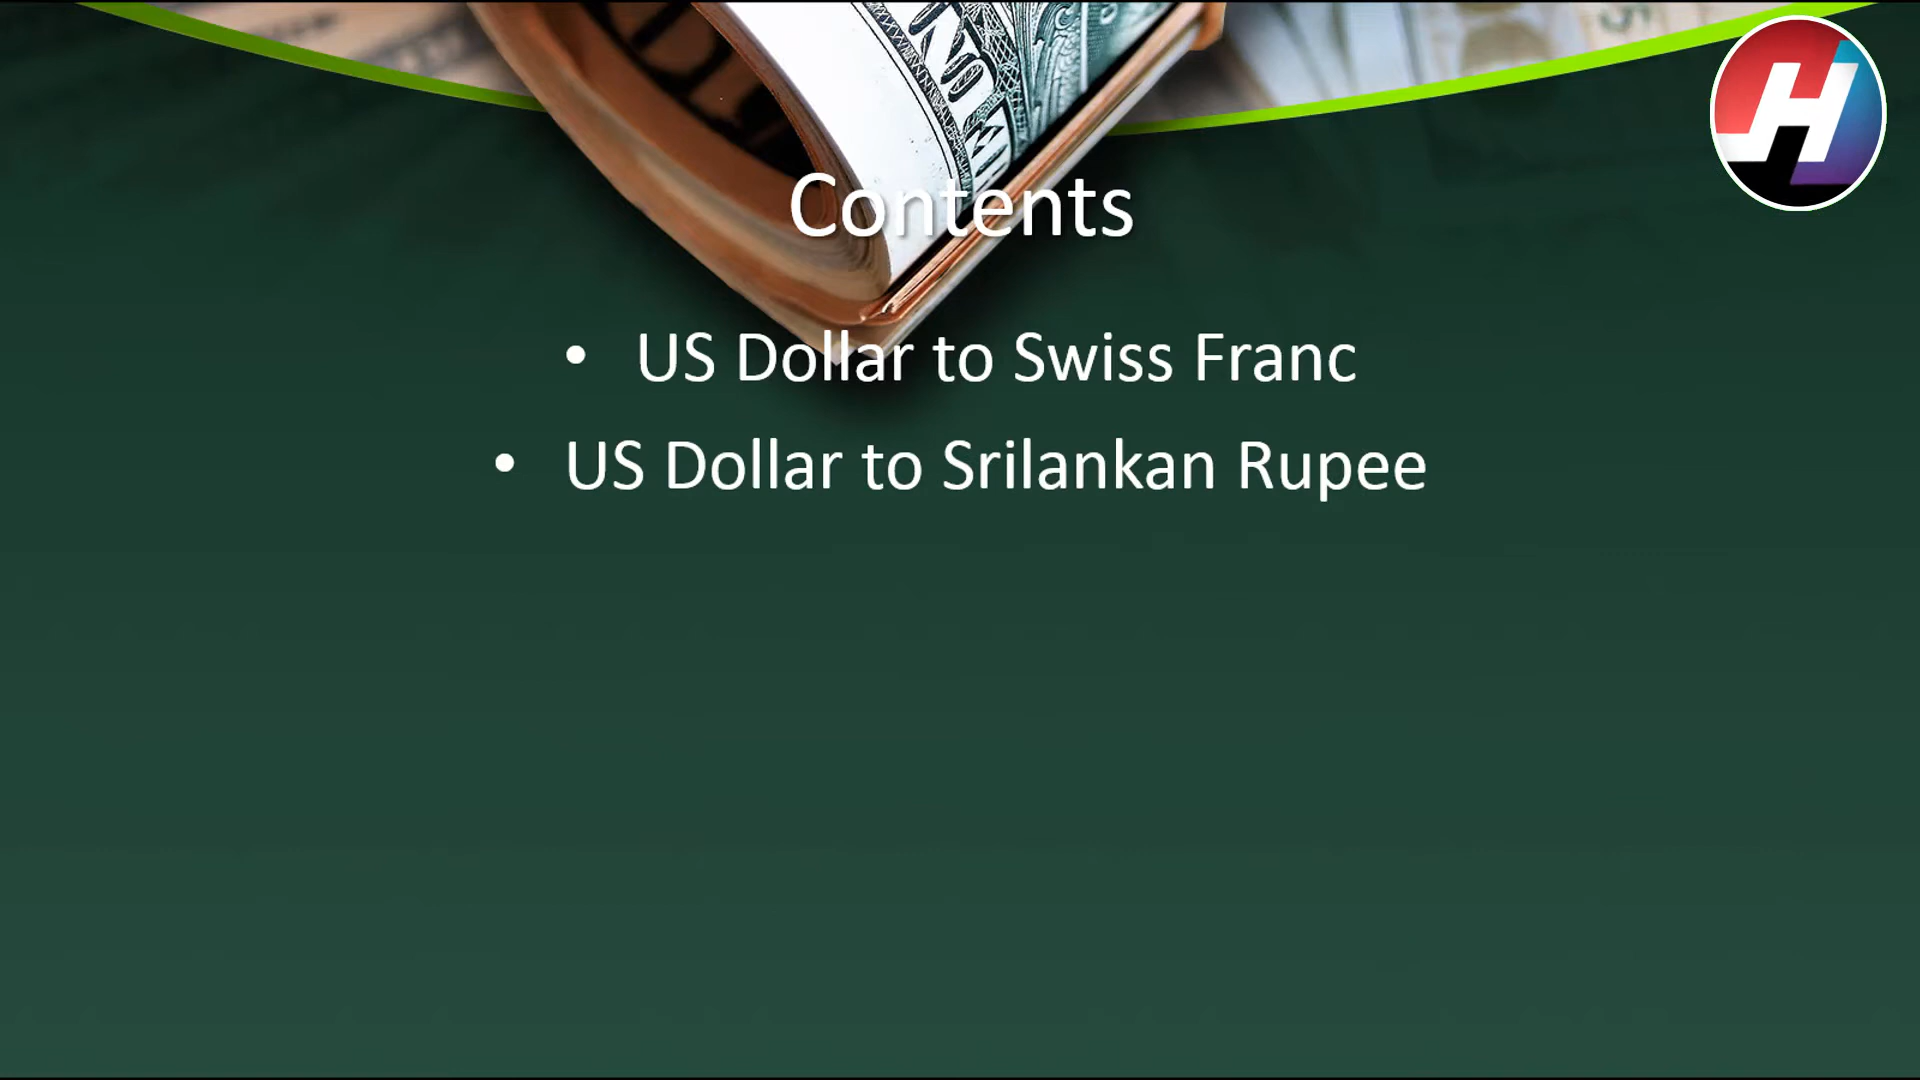 Contents
• US Dollar to Swiss Franc
• US Dollar to Srilankan Rupee